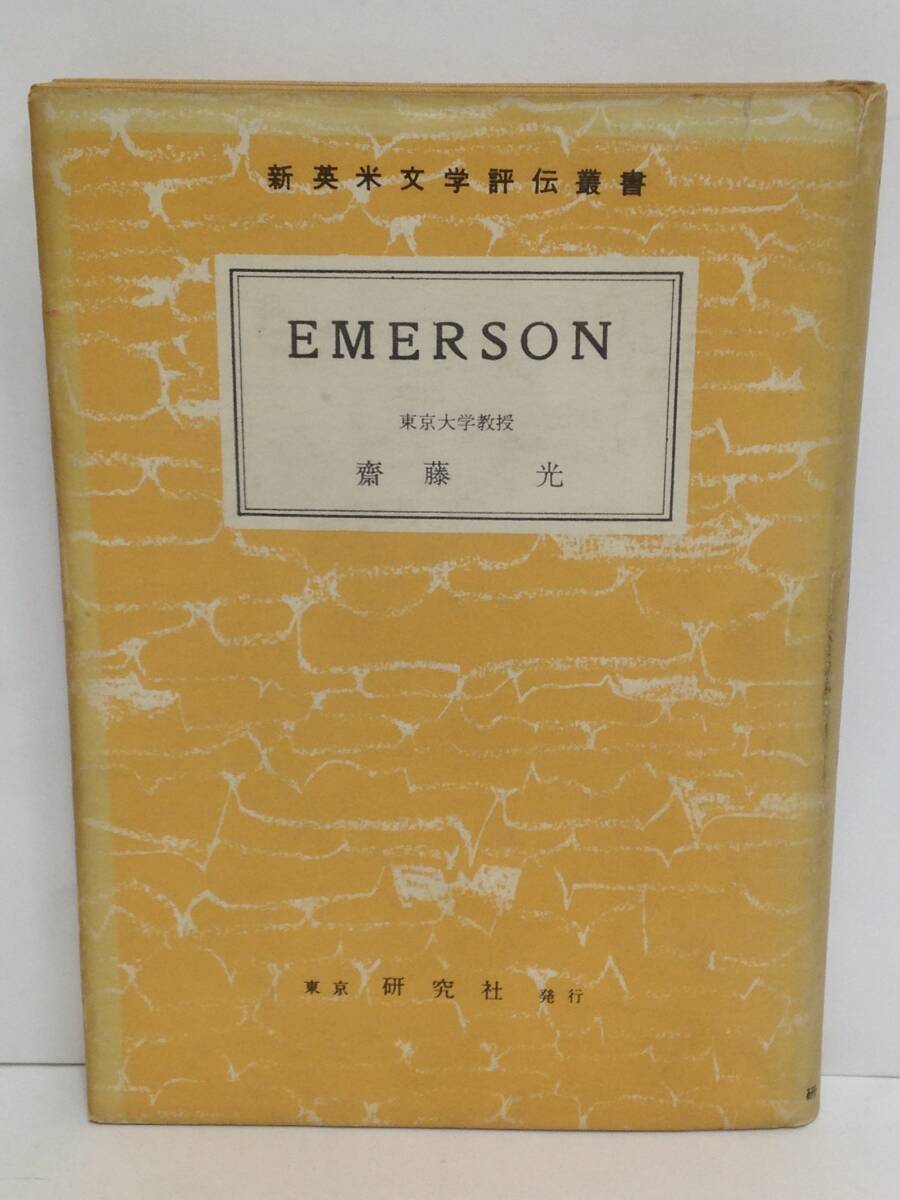 新英米文学評伝叢書
EMERSON
東京大学教授
齋藤 光
東京 研究社 発行
研